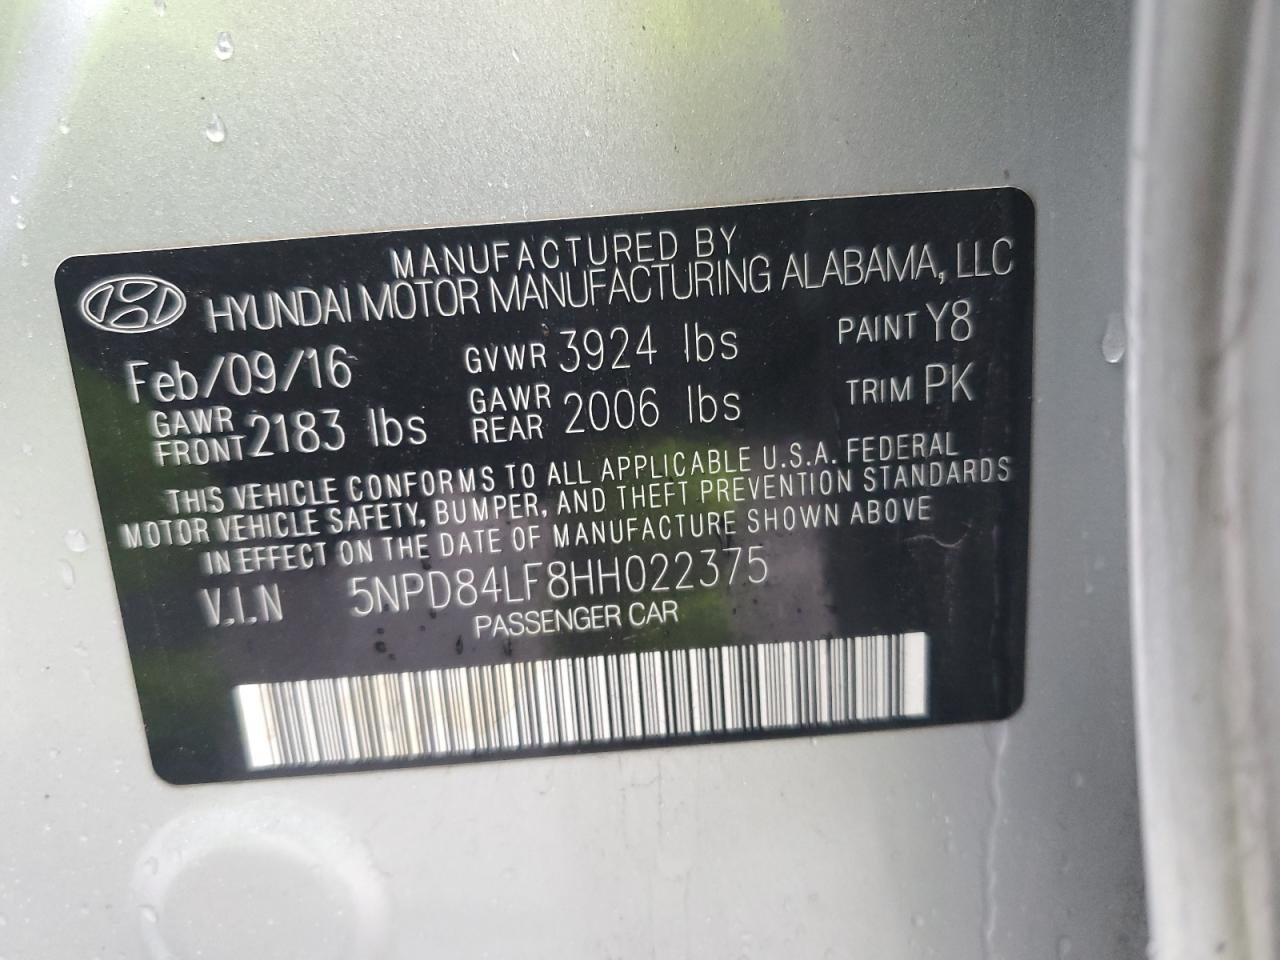 MANUFACTURED BY
HYUNDAI MOTOR MANUFACTURING ALABAMA, LLC
Feb/09/16 GVWR 3924 lbs PAINT Y8
GAWR FRONT 2183 lbs GAWR REAR 2006 lbs TRIM PK
THIS VEHICLE CONFORMS TO ALL APPLICABLE U.S.A. FEDERAL
MOTOR VEHICLE SAFETY, BUMPER, AND THEFT PREVENTION STANDARDS
IN EFFECT ON THE DATE OF MANUFACTURE SHOWN ABOVE
V.I.N 5NPD84LF8HH022375
PASSENGER CAR